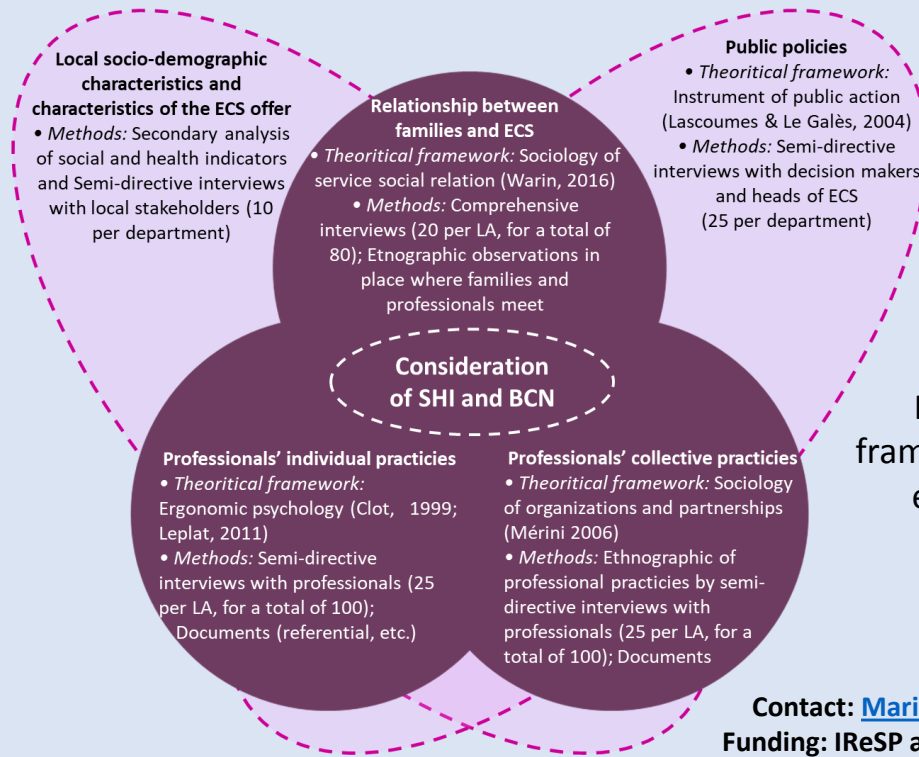 Local socio-demographic
characteristics and
characteristics of the ECS offer
• Methods: Secondary analysis
of social and health indicators
and Semi-directive interviews
with local stakeholders (10
per department)
Relationship between
families and ECS
• Theoritical framework: Sociology of
service social relation (Warin, 2016)
• Methods: Comprehensive
interviews (20 per LA, for a total of
80); Etnographic observations in
place where families and
professionals meet
Public policies
• Theoritical framework:
Instrument of public action
(Lascoumes & Le Galès, 2004)
• Methods: Semi-directive
interviews with decision makers
and heads of ECS
(25 per department)
Consideration
of SHI and BCN
Professionals’ individual practicies
• Theoritical framework:
Ergonomic psychology (Clot, 1999;
Leplat, 2011)
• Methods: Semi-directive
interviews with professionals (25
per LA, for a total of 100);
Documents (referential, etc.)
Professionals’ collective practicies
• Theoritical framework: Sociology
of organizations and partnerships
(Mérini 2006)
• Methods: Ethnographic of
professional practicies by semi-
directive interviews with
professionals (25 per LA, for a
total of 100); Documents
fram
e
Contact: Mari
Funding: IReSP a